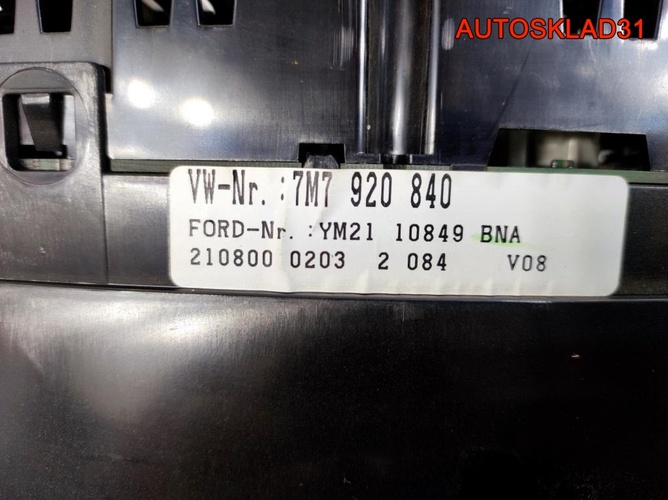 AUTOSKLAD31
VW-Nr.:7M7 920 840
FORD-Nr.:YM21 10849 BNA
210800 0203 2 084 V08